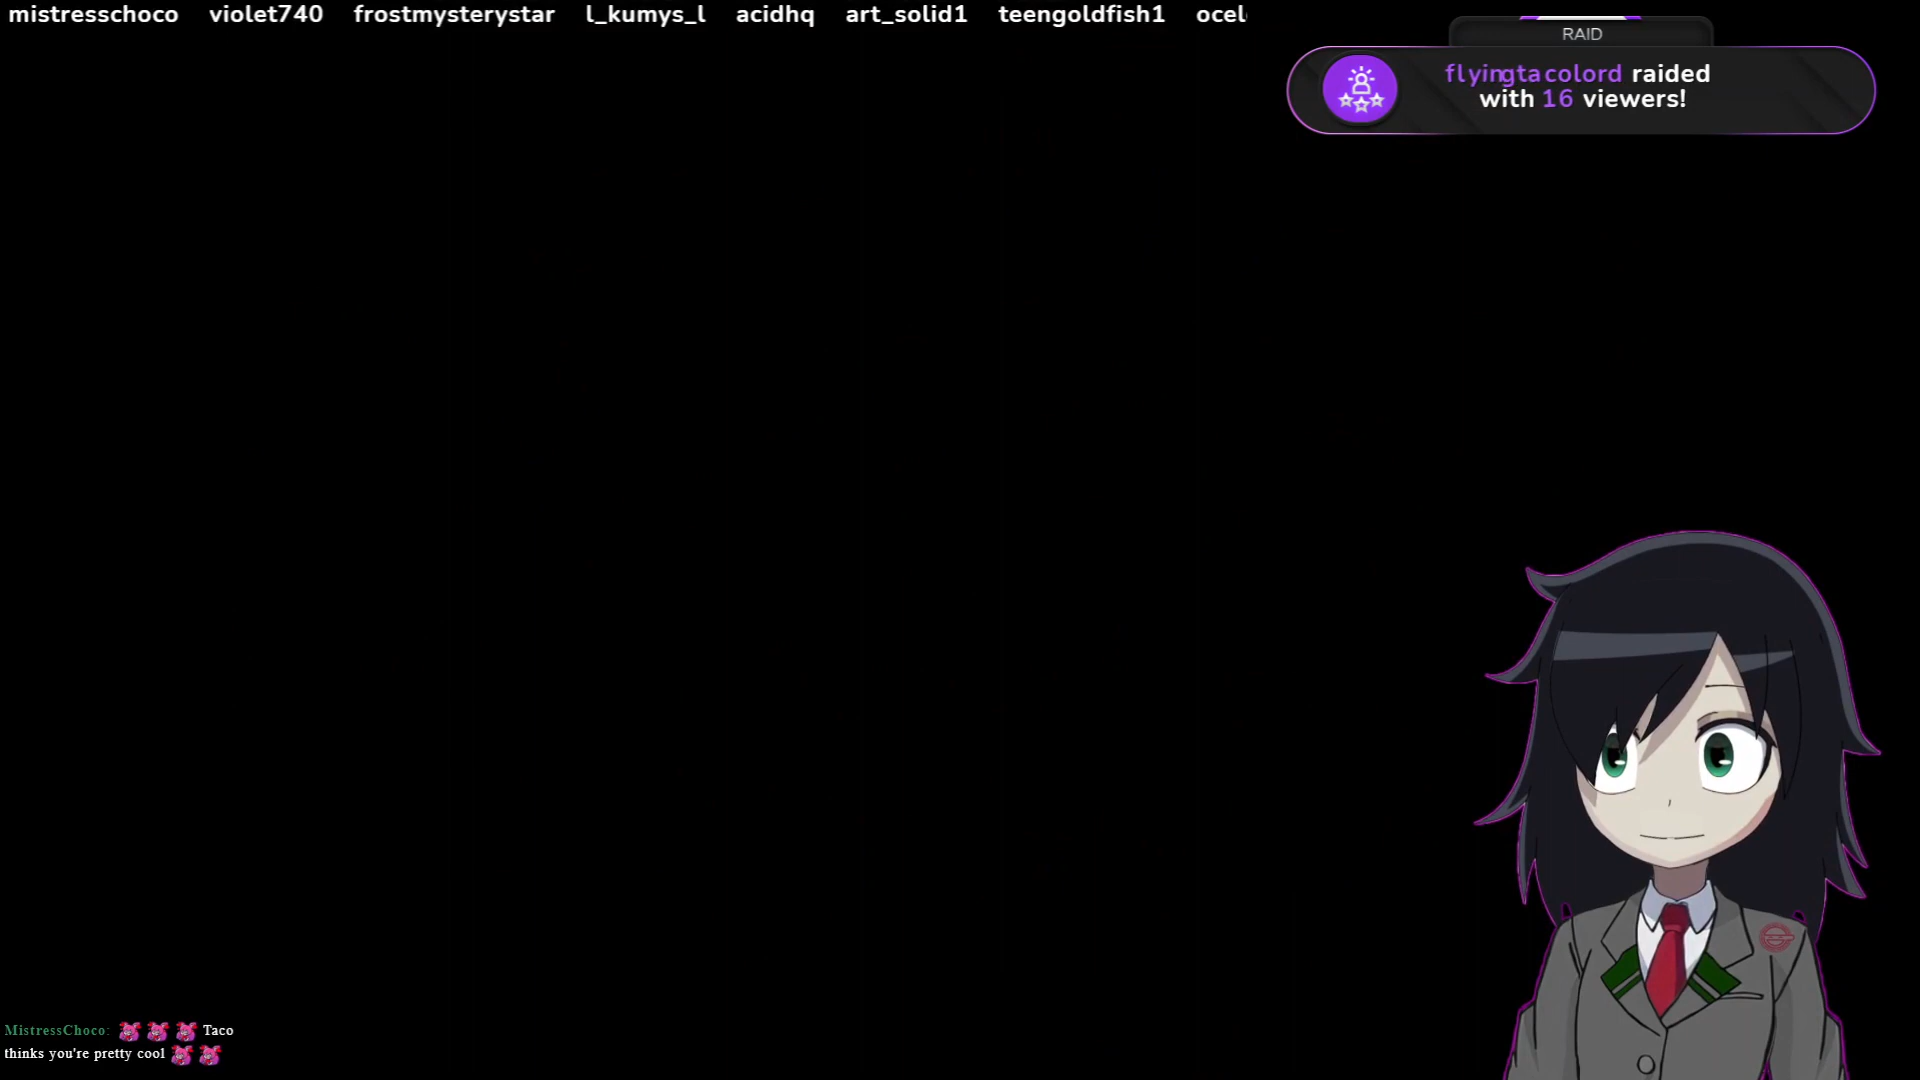 mistresschoco violet740 frostmysterystar l_kumys_l acidhq art_solid1 teengoldfish1 ocel
RAID
flyingtacolord raided
with 16 viewers!
MistressChoco: Taco
thinks you're pretty cool